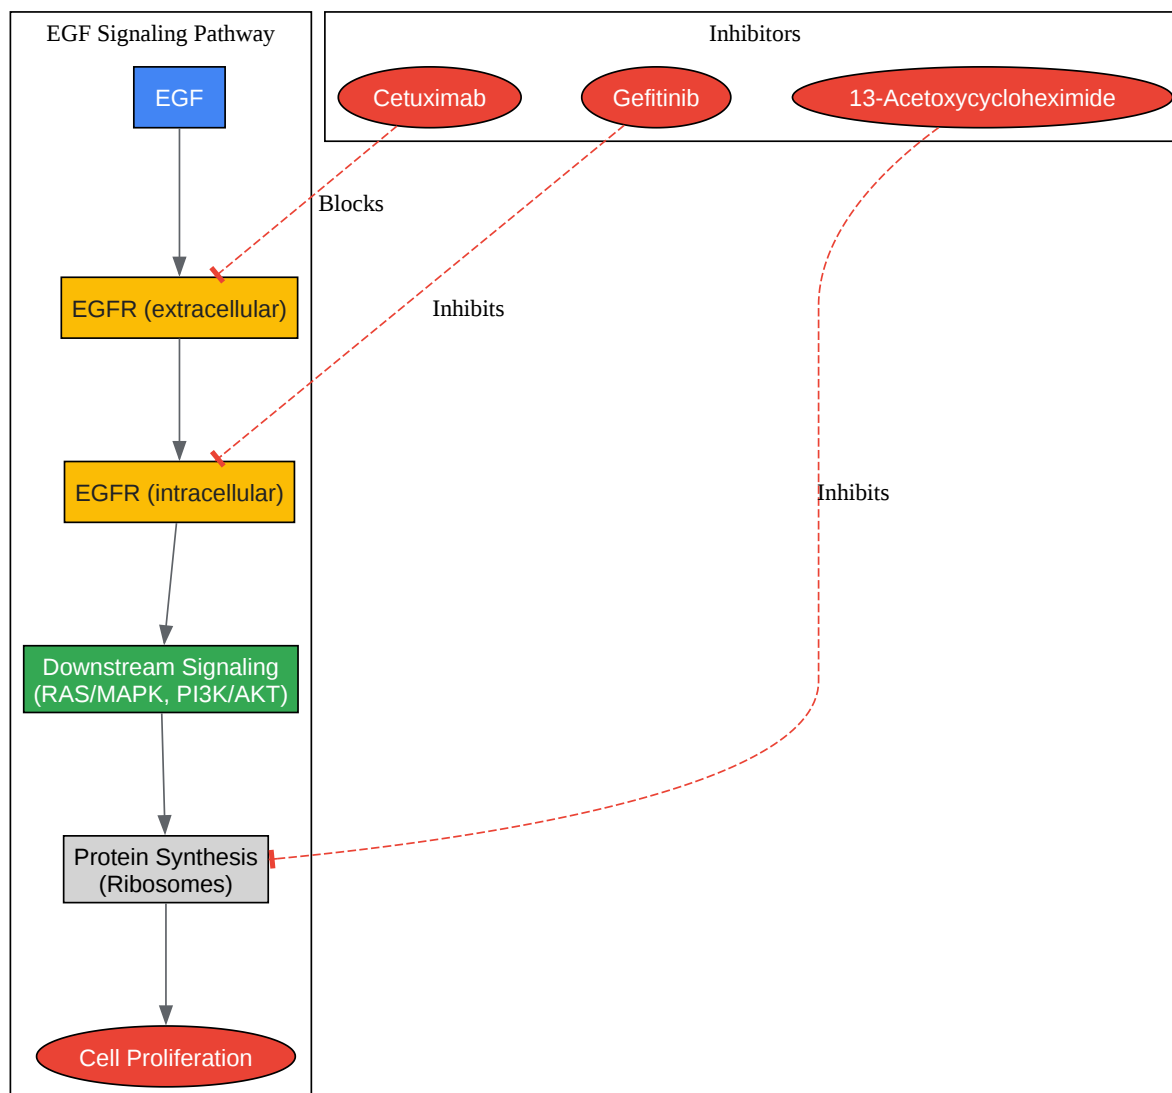 EGF Signaling Pathway
Inhibitors
EGF
Cetuximab
Gefitinib
13-Acetoxycycloheximide
Blocks
EGFR (extracellular)
Inhibits
EGFR (intracellular)
Inhibits
Downstream Signaling
(RAS/MAPK, PI3K/AKT)
Protein Synthesis
(Ribosomes)
Cell Proliferation